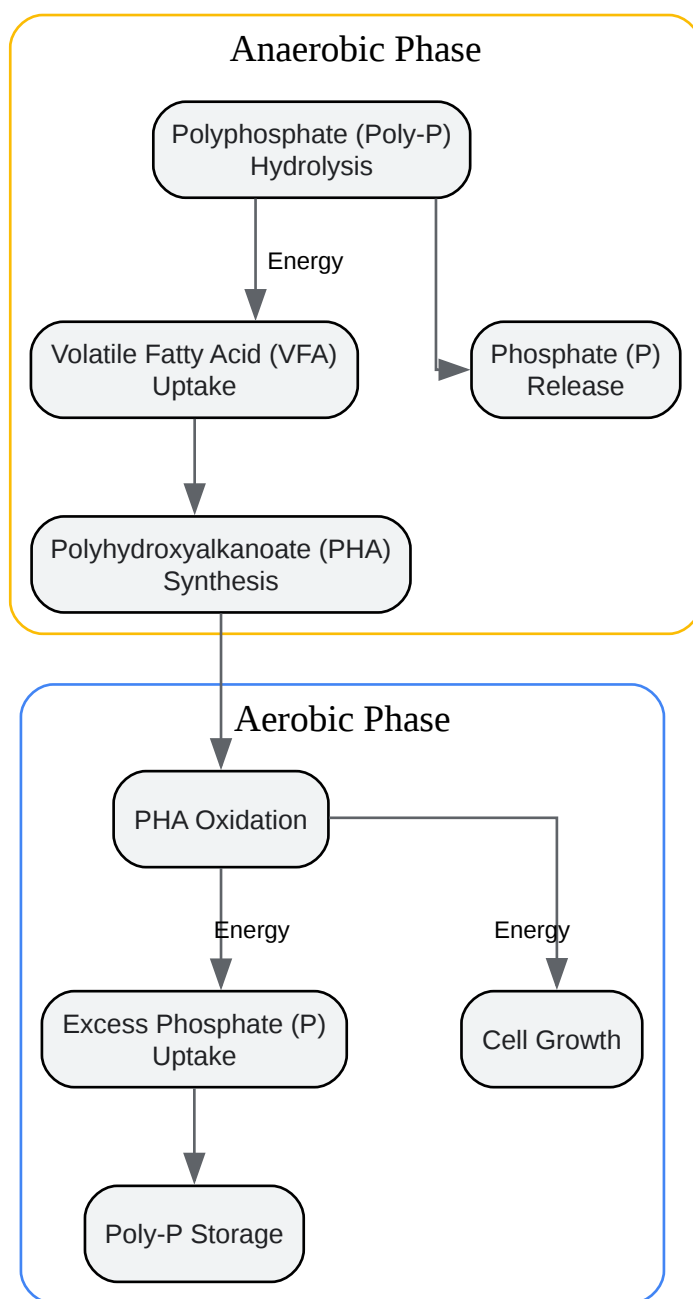 Anaerobic Phase
Polyphosphate (Poly-P)
Hydrolysis
Energy
Volatile Fatty Acid (VFA)
Uptake
Phosphate (P)
Release
Polyhydroxyalkanoate (PHA)
Synthesis
Aerobic Phase
PHA Oxidation
Energy
Energy
Excess Phosphate (P)
Uptake
Cell Growth
Poly-P Storage